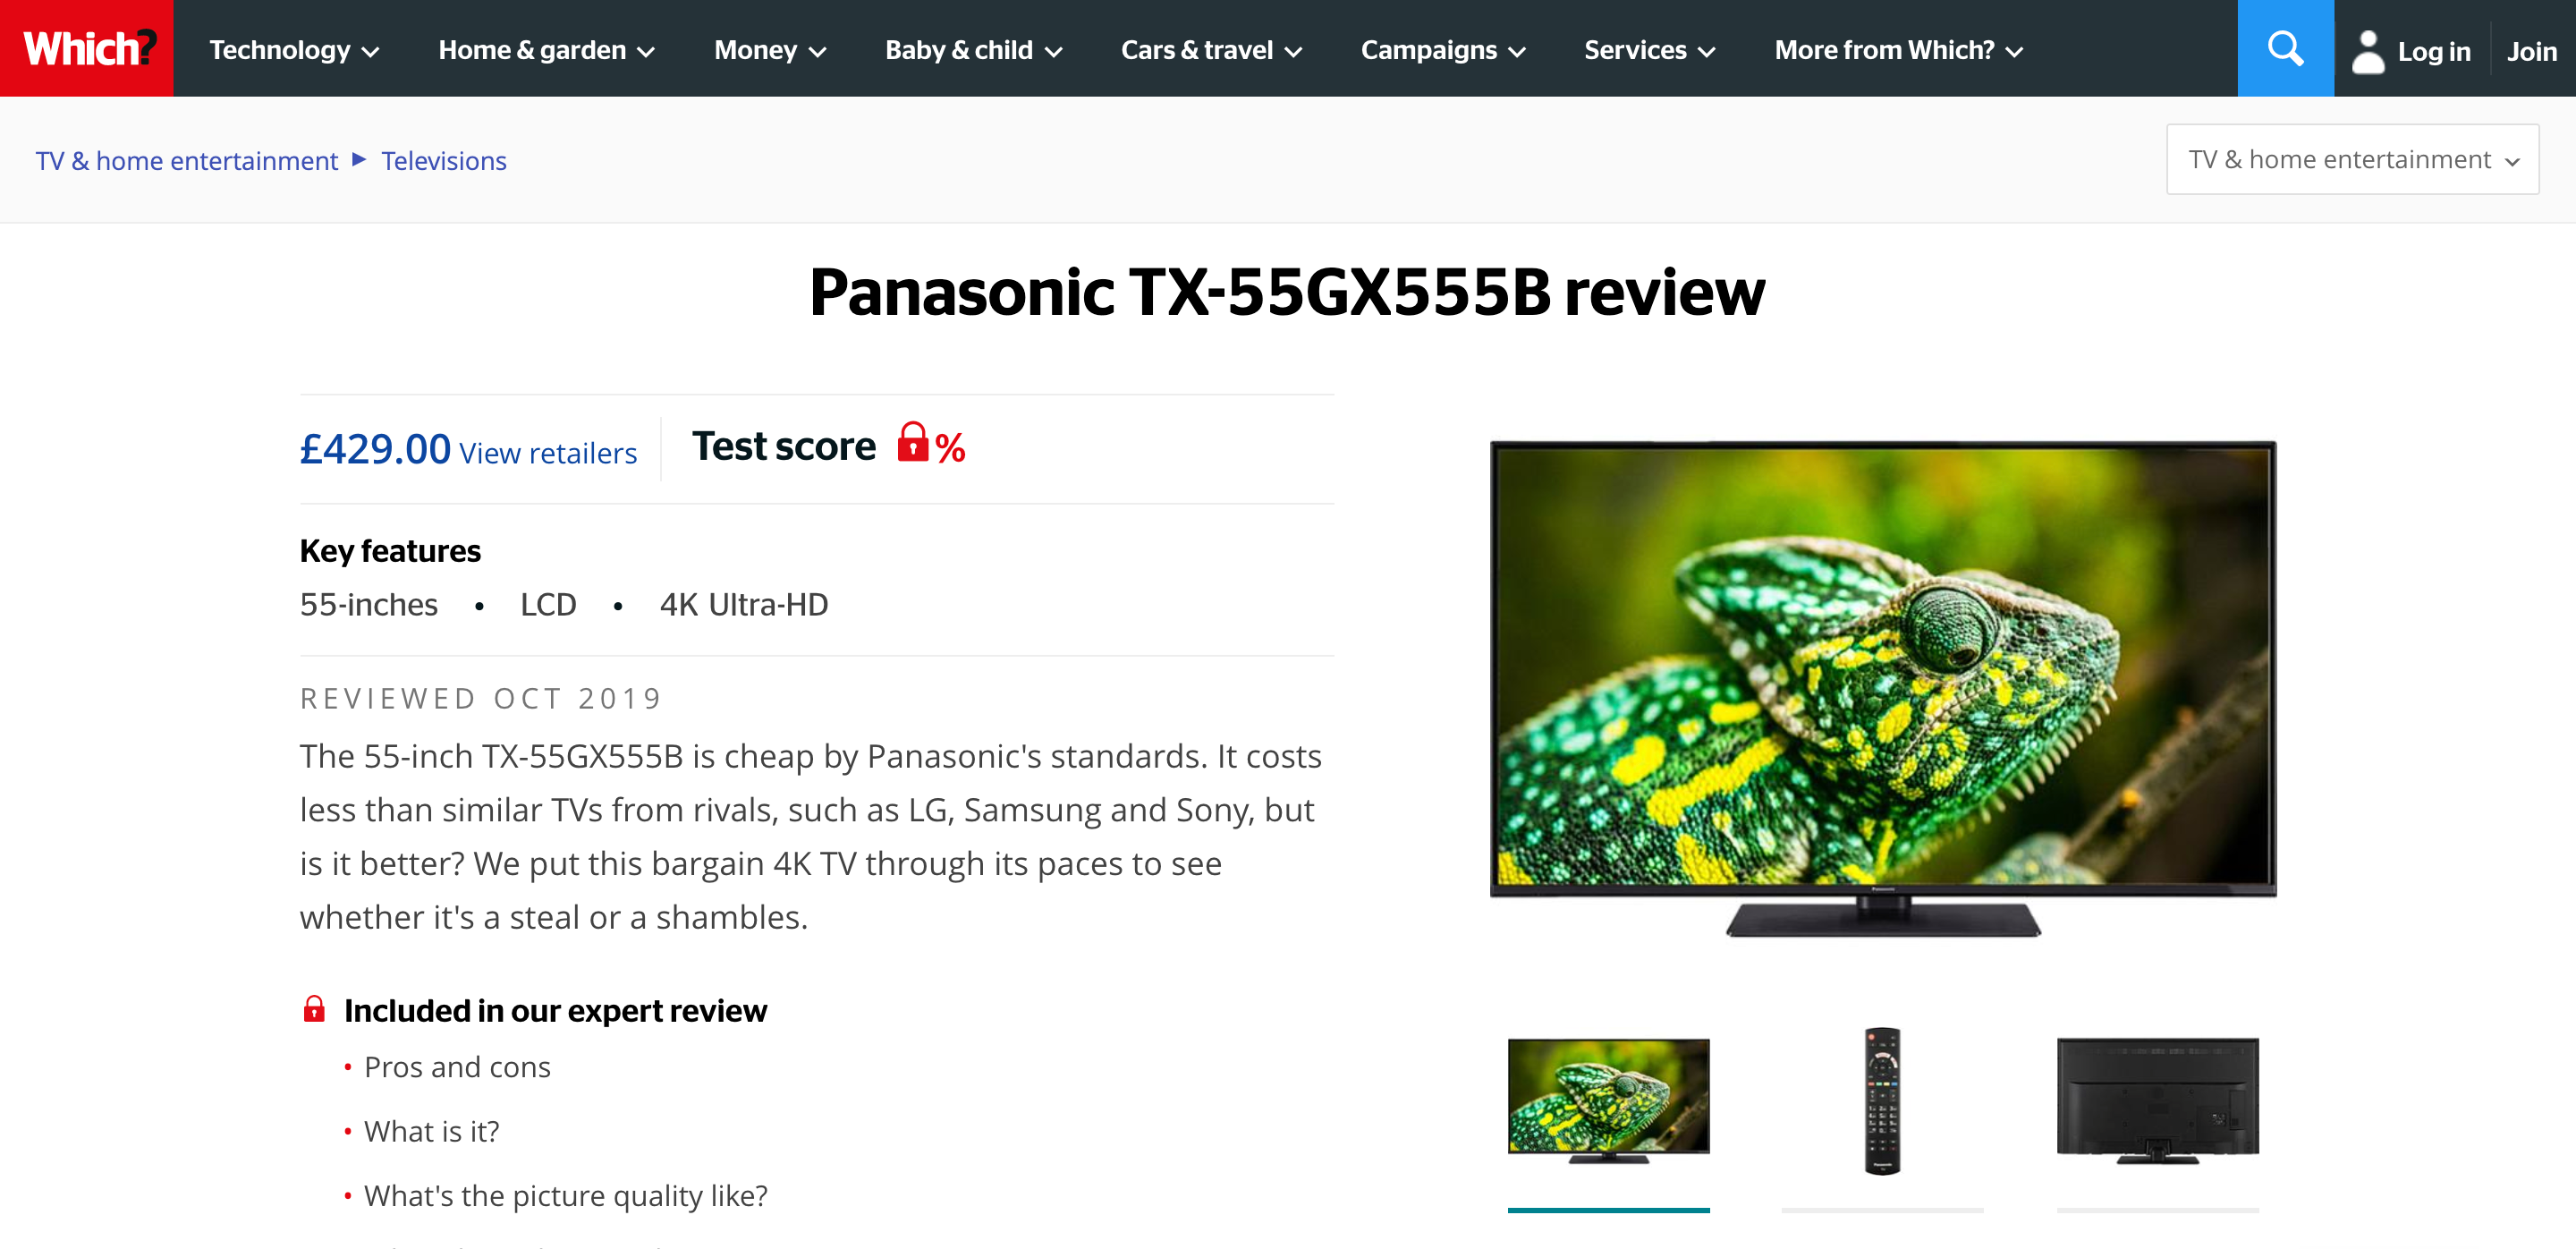 Which?
Technology
Home & garden
Money
Baby & child
Cars & travel
Campaigns
Services
More from Which?
Log in
Join
TV & home entertainment
Televisions
TV & home entertainment
Panasonic TX-55GX555B review
£429.00 View retailers
Test score %
Key features
55-inches • LCD • 4K Ultra-HD
REVIEWED OCT 2019
The 55-inch TX-55GX555B is cheap by Panasonic's standards. It costs
less than similar TVs from rivals, such as LG, Samsung and Sony, but
is it better? We put this bargain 4K TV through its paces to see
whether it's a steal or a shambles.
Included in our expert review
• Pros and cons
• What is it?
• What's the picture quality like?